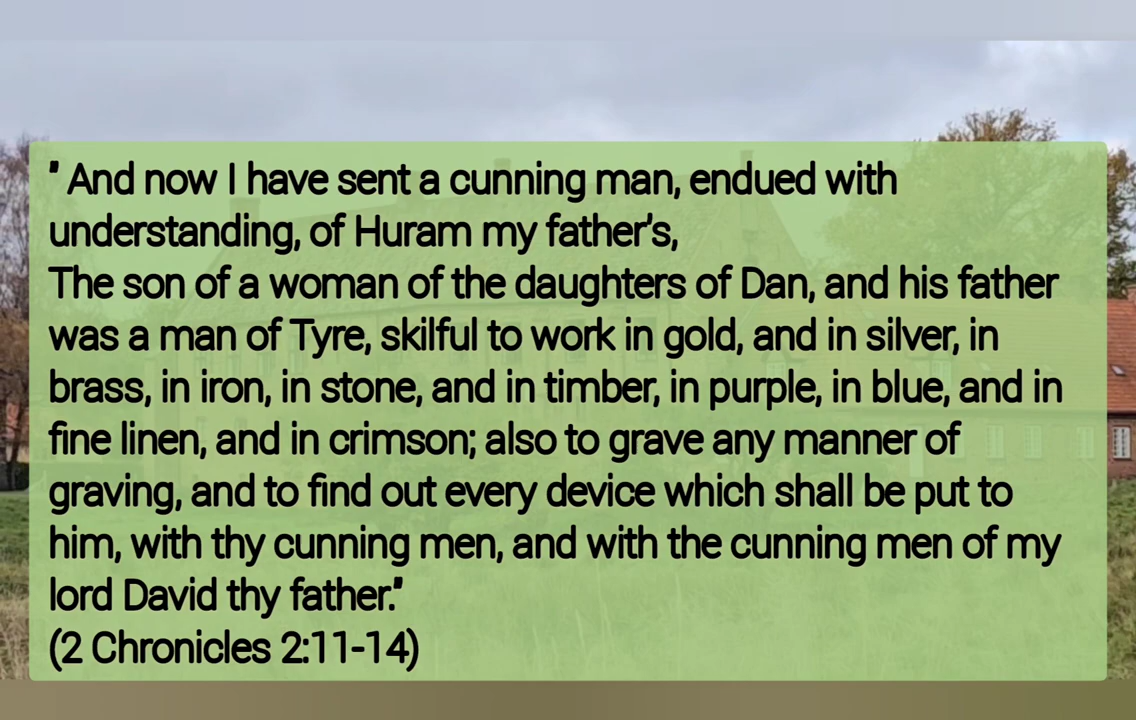 " And now I have sent a cunning man, endued with
understanding, of Huram my father's,
The son of a woman of the daughters of Dan, and his father
was a man of Tyre, skilful to work in gold, and in silver, in
brass, in iron, in stone, and in timber, in purple, in blue, and in
fine linen, and in crimson; also to grave any manner of
graving, and to find out every device which shall be put to
him, with thy cunning men, and with the cunning men of my
lord David thy father."
(2 Chronicles 2:11-14)